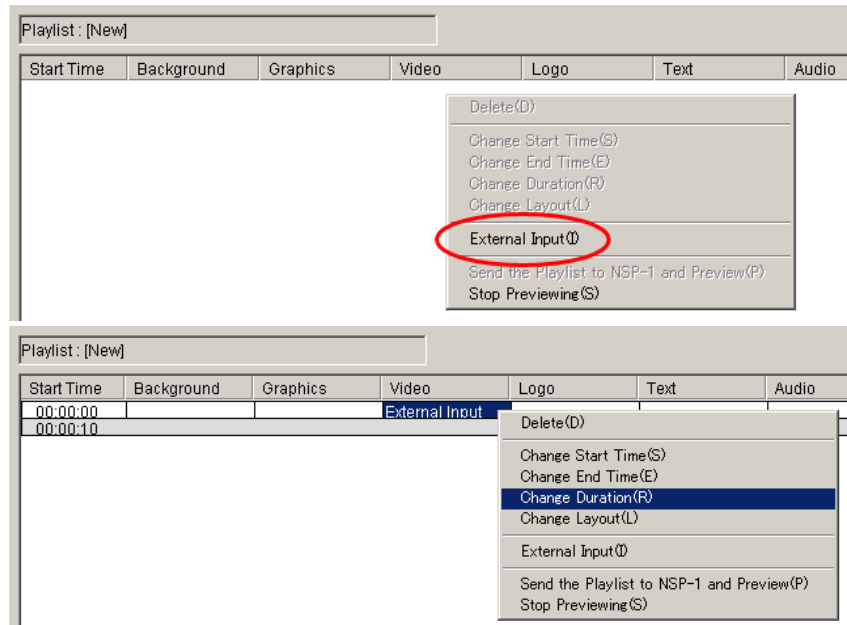 Playlist : [New]
Start Time Background Graphics Video Logo Text Audio
Delete(D)
Change Start Time(S)
Change End Time(E)
Change Duration(R)
Change Layout(L)
External Input(I)
Send the Playlist to NSP-1 and Preview(P)
Stop Previewing(S)
Playlist : [New]
Start Time Background Graphics Video Logo Text Audio
00:00:00 External Input
00:00:10
Delete(D)
Change Start Time(S)
Change End Time(E)
Change Duration(R)
Change Layout(L)
External Input(I)
Send the Playlist to NSP-1 and Preview(P)
Stop Previewing(S)